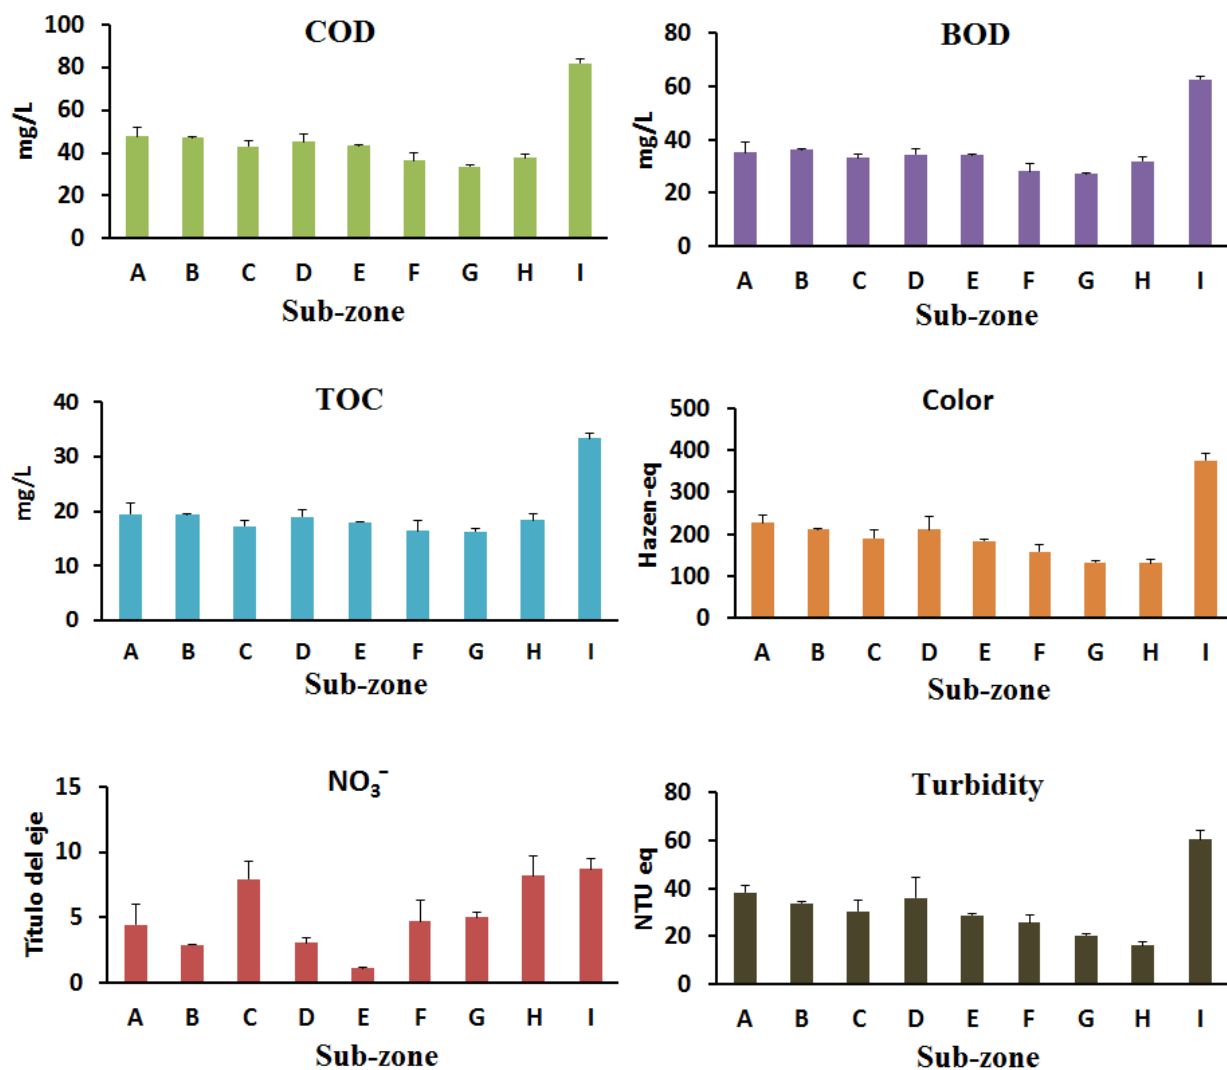 COD
100
80
60
40
20
0
mg/L
A B C D E F G H I
Sub-zone
BOD
80
60
40
20
0
mg/L
A B C D E F G H I
Sub-zone
TOC
40
30
20
10
0
mg/L
A B C D E F G H I
Sub-zone
Color
500
400
300
200
100
0
Hazen-eq
A B C D E F G H I
Sub-zone
NO₃⁻
15
10
5
0
Título del eje
A B C D E F G H I
Sub-zone
Turbidity
80
60
40
20
0
NTU eq
A B C D E F G H I
Sub-zone